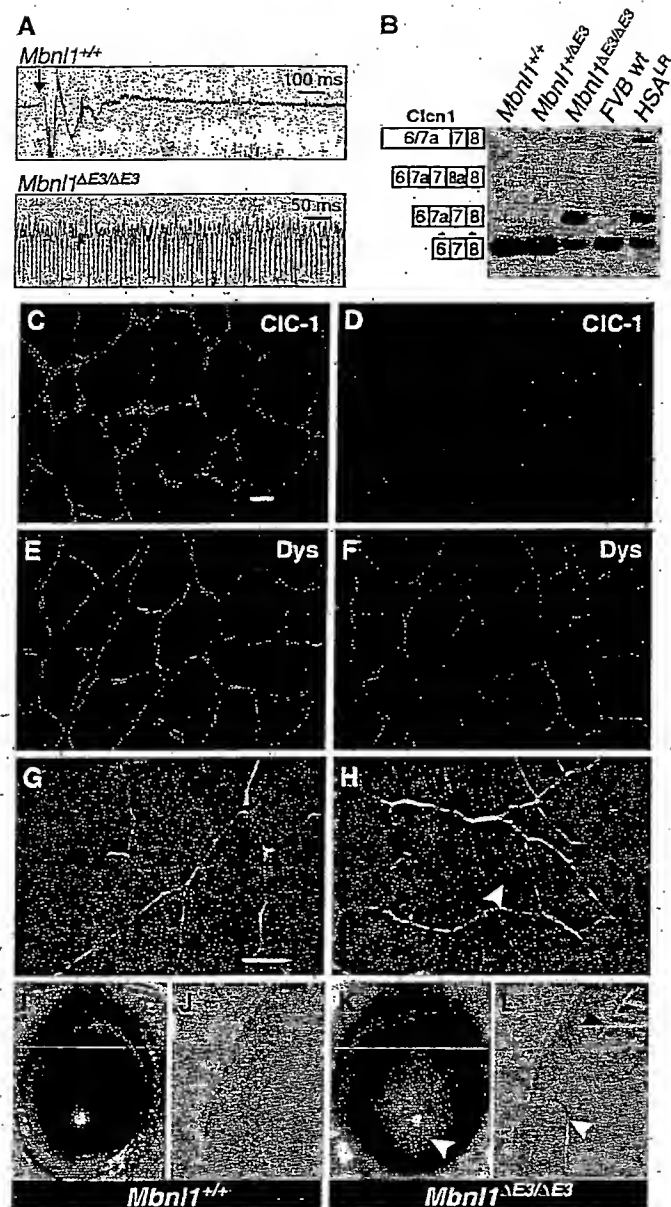 A
Mbnl1+/+
100 ms
Mbnl1ΔE3/ΔE3
50 ms
B
Mbnl1+/+
Mbnl1+/ΔE3
Mbnl1ΔE3/ΔE3
FVB wt
HSALR
Clcn1
6/7a 7 8
6 7a 7 8a 8
6 7a 7 8
6 7 8
C ClC-1
D ClC-1
E Dys
F Dys
G
H
J
Mbnl1+/+
Mbnl1ΔE3/ΔE3